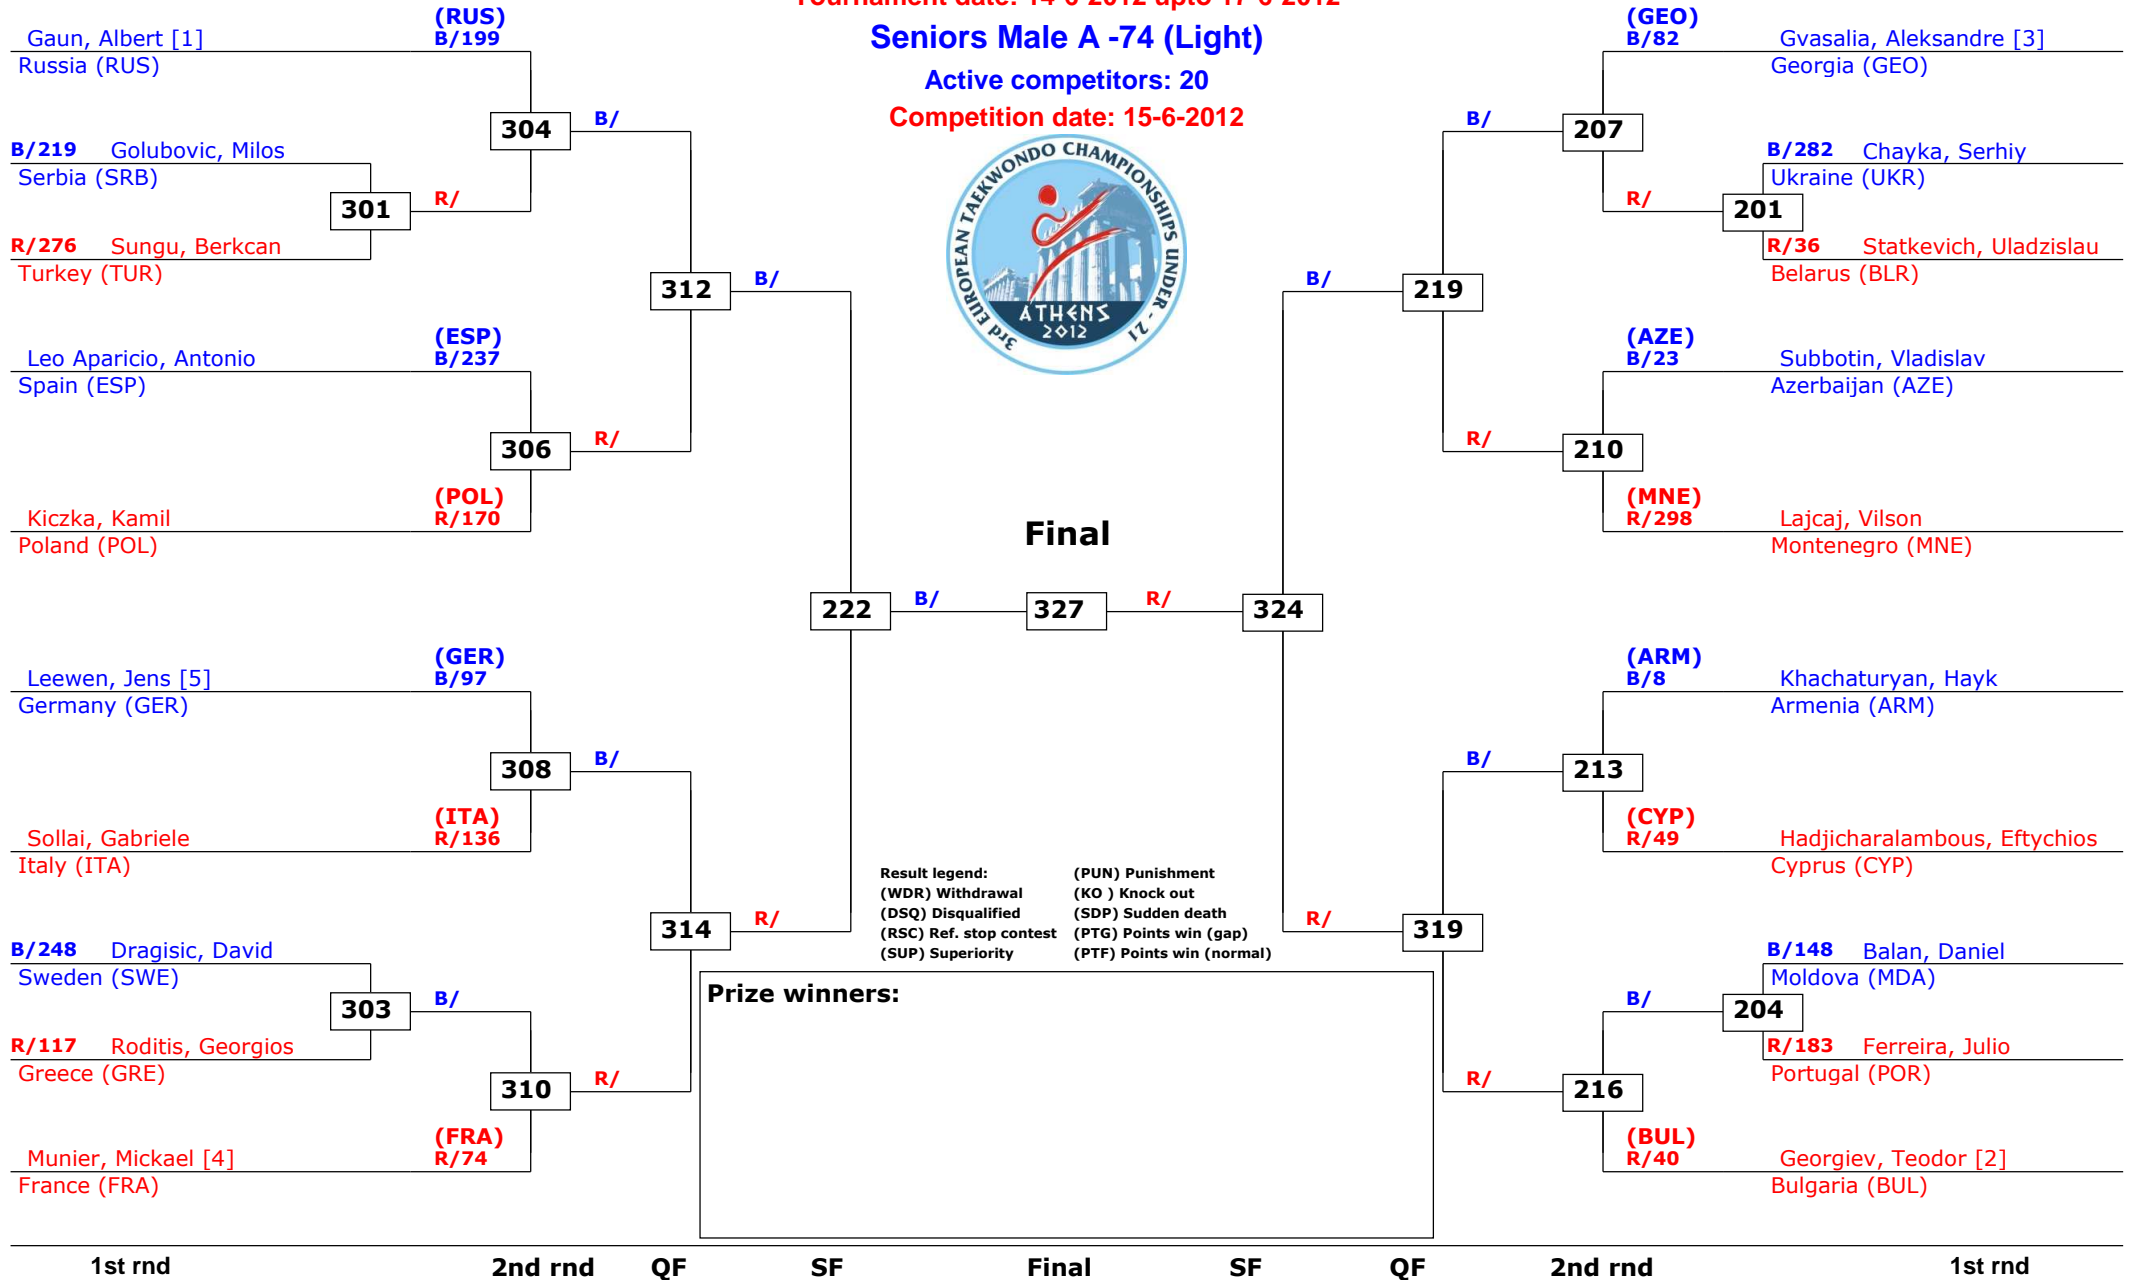 Tournament date: 14-6-2012 upto 17-6-2012
Seniors Male A -74 (Light)
Active competitors: 20
Competition date: 15-6-2012
3rd EUROPEAN TAEKWONDO CHAMPIONSHIPS UNDER - 21
ATHENS
2012
(RUS)
Gaun, Albert [1] B/199
Russia (RUS)
304 B/
B/219 Golubovic, Milos
Serbia (SRB)
301 R/
R/276 Sungu, Berkcan
Turkey (TUR)
312 B/
(ESP)
Leo Aparicio, Antonio B/237
Spain (ESP)
306 R/
(POL)
Kiczka, Kamil R/170
Poland (POL)
Final
222 B/ 327 R/ 324
(GER)
Leewen, Jens [5] B/97
Germany (GER)
308 B/
(ITA)
Sollai, Gabriele R/136
Italy (ITA)
314 R/
B/248 Dragisic, David
Sweden (SWE)
303 B/
R/117 Roditis, Georgios
Greece (GRE)
310 R/
(FRA)
Munier, Mickael [4] R/74
France (FRA)
(GEO)
B/82 Gvasalia, Aleksandre [3]
Georgia (GEO)
B/ 207
B/282 Chayka, Serhiy
Ukraine (UKR)
R/ 201
R/36 Statkevich, Uladzislau
Belarus (BLR)
B/ 219
(AZE)
B/23 Subbotin, Vladislav
Azerbaijan (AZE)
R/ 210
(MNE)
R/298 Lajcaj, Vilson
Montenegro (MNE)
(ARM)
B/8 Khachaturyan, Hayk
Armenia (ARM)
B/ 213
(CYP)
R/49 Hadjicharalambous, Eftychios
Cyprus (CYP)
R/ 319
B/148 Balan, Daniel
Moldova (MDA)
B/ 204
R/183 Ferreira, Julio
Portugal (POR)
R/ 216
(BUL)
R/40 Georgiev, Teodor [2]
Bulgaria (BUL)
Result legend: (PUN) Punishment
(WDR) Withdrawal (KO ) Knock out
(DSQ) Disqualified (SDP) Sudden death
(RSC) Ref. stop contest (PTG) Points win (gap)
(SUP) Superiority (PTF) Points win (normal)
Prize winners:
1st rnd 2nd rnd QF SF Final SF QF 2nd rnd 1st rnd